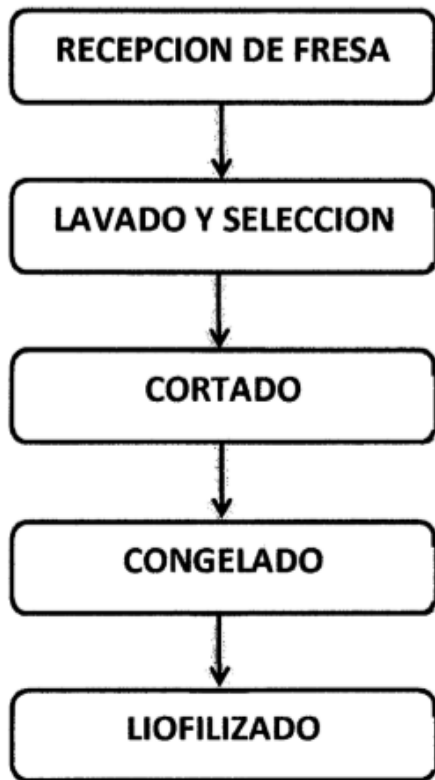 RECEPCION DE FRESA
LAVADO Y SELECCION
CORTADO
CONGELADO
LIOFILIZADO